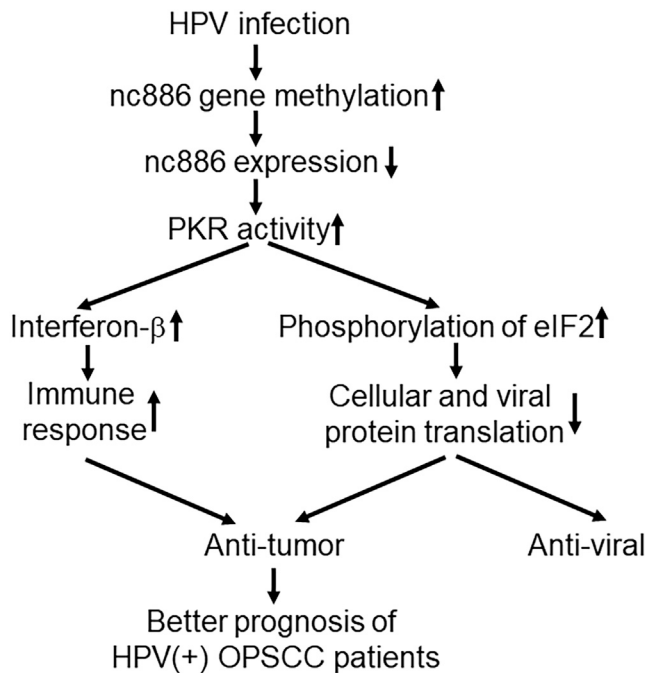 HPV infection
nc886 gene methylation
nc886 expression
PKR activity
Interferon-β
Phosphorylation of eIF2
Immune
response
Cellular and viral
protein translation
Anti-tumor
Anti-viral
Better prognosis of
HPV(+) OPSCC patients